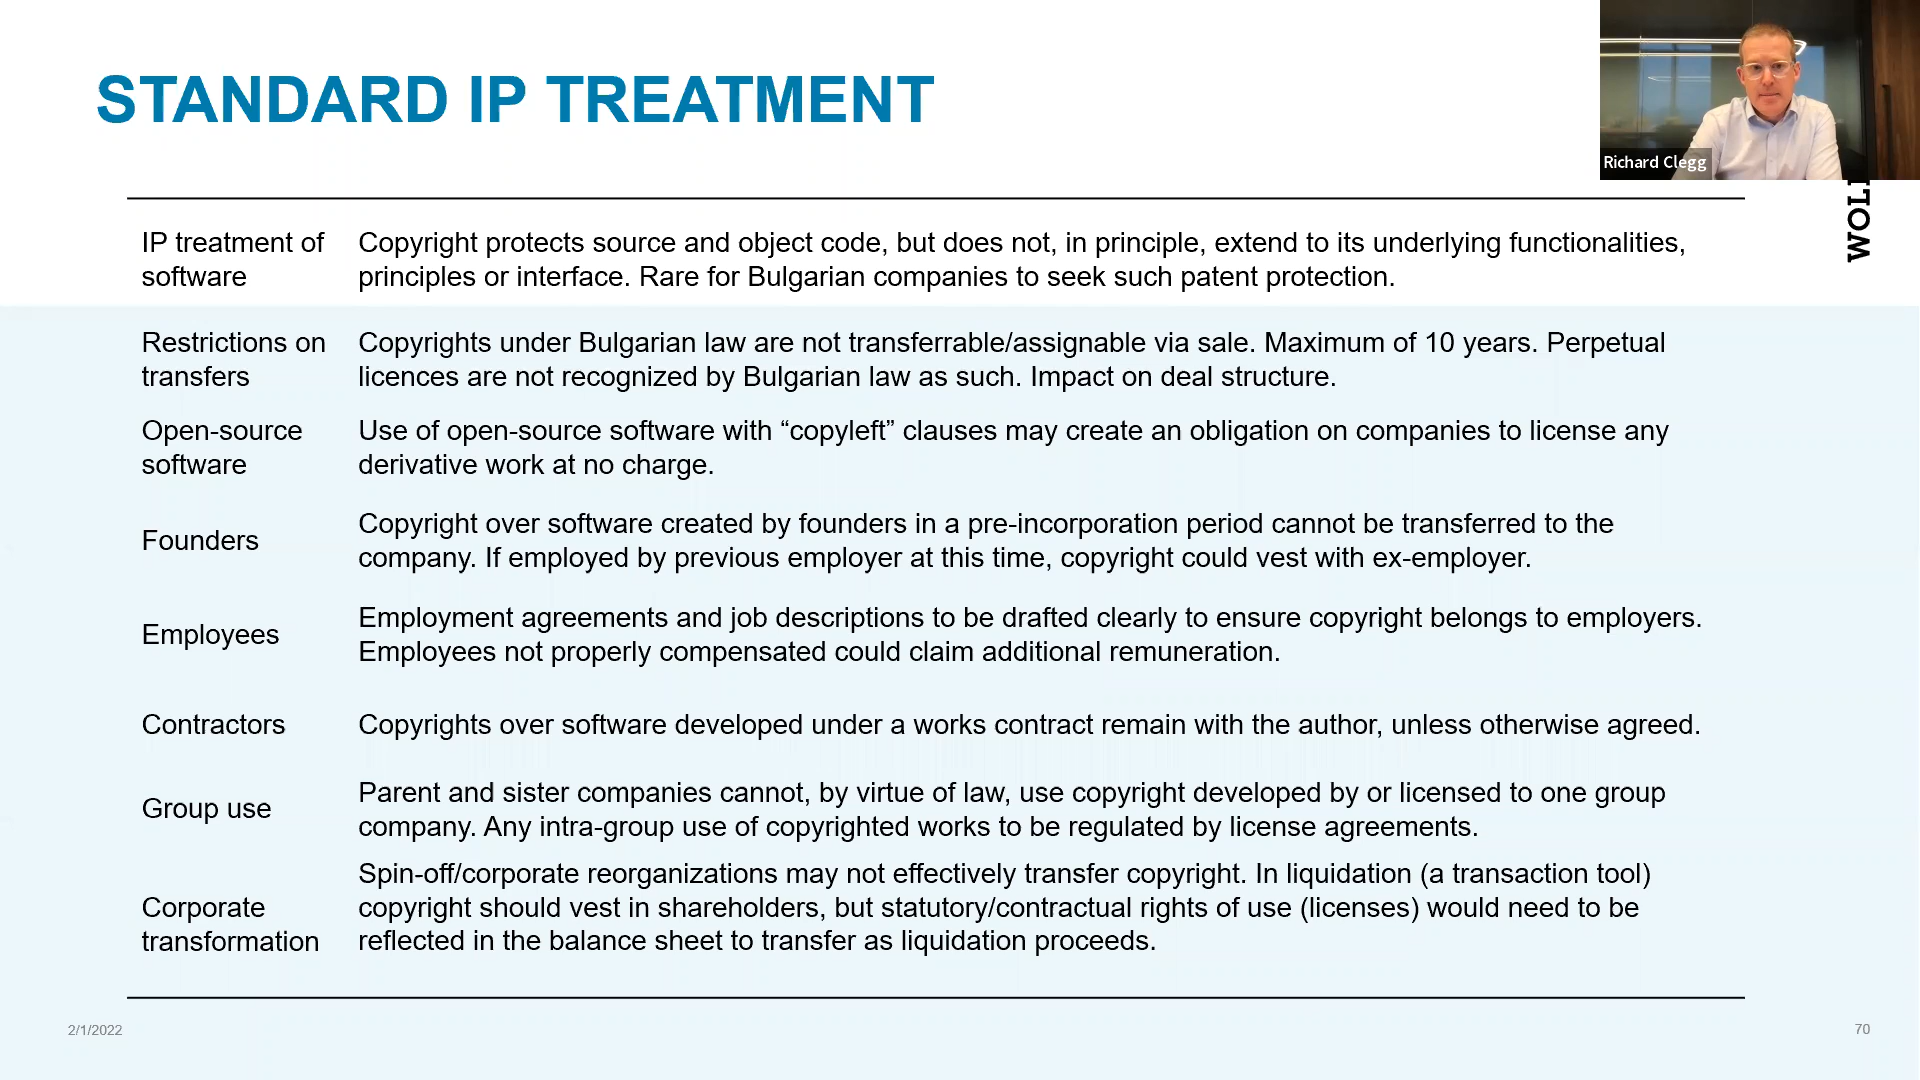 STANDARD IP TREATMENT
Richard Clegg
IP treatment of
software
Copyright protects source and object code, but does not, in principle, extend to its underlying functionalities,
principles or interface. Rare for Bulgarian companies to seek such patent protection.
Restrictions on
transfers
Copyrights under Bulgarian law are not transferrable/assignable via sale. Maximum of 10 years. Perpetual
licences are not recognized by Bulgarian law as such. Impact on deal structure.
Open-source
software
Use of open-source software with “copyleft” clauses may create an obligation on companies to license any
derivative work at no charge.
Founders
Copyright over software created by founders in a pre-incorporation period cannot be transferred to the
company. If employed by previous employer at this time, copyright could vest with ex-employer.
Employees
Employment agreements and job descriptions to be drafted clearly to ensure copyright belongs to employers.
Employees not properly compensated could claim additional remuneration.
Contractors
Copyrights over software developed under a works contract remain with the author, unless otherwise agreed.
Group use
Parent and sister companies cannot, by virtue of law, use copyright developed by or licensed to one group
company. Any intra-group use of copyrighted works to be regulated by license agreements.
Corporate
transformation
Spin-off/corporate reorganizations may not effectively transfer copyright. In liquidation (a transaction tool)
copyright should vest in shareholders, but statutory/contractual rights of use (licenses) would need to be
reflected in the balance sheet to transfer as liquidation proceeds.
2/1/2022
70